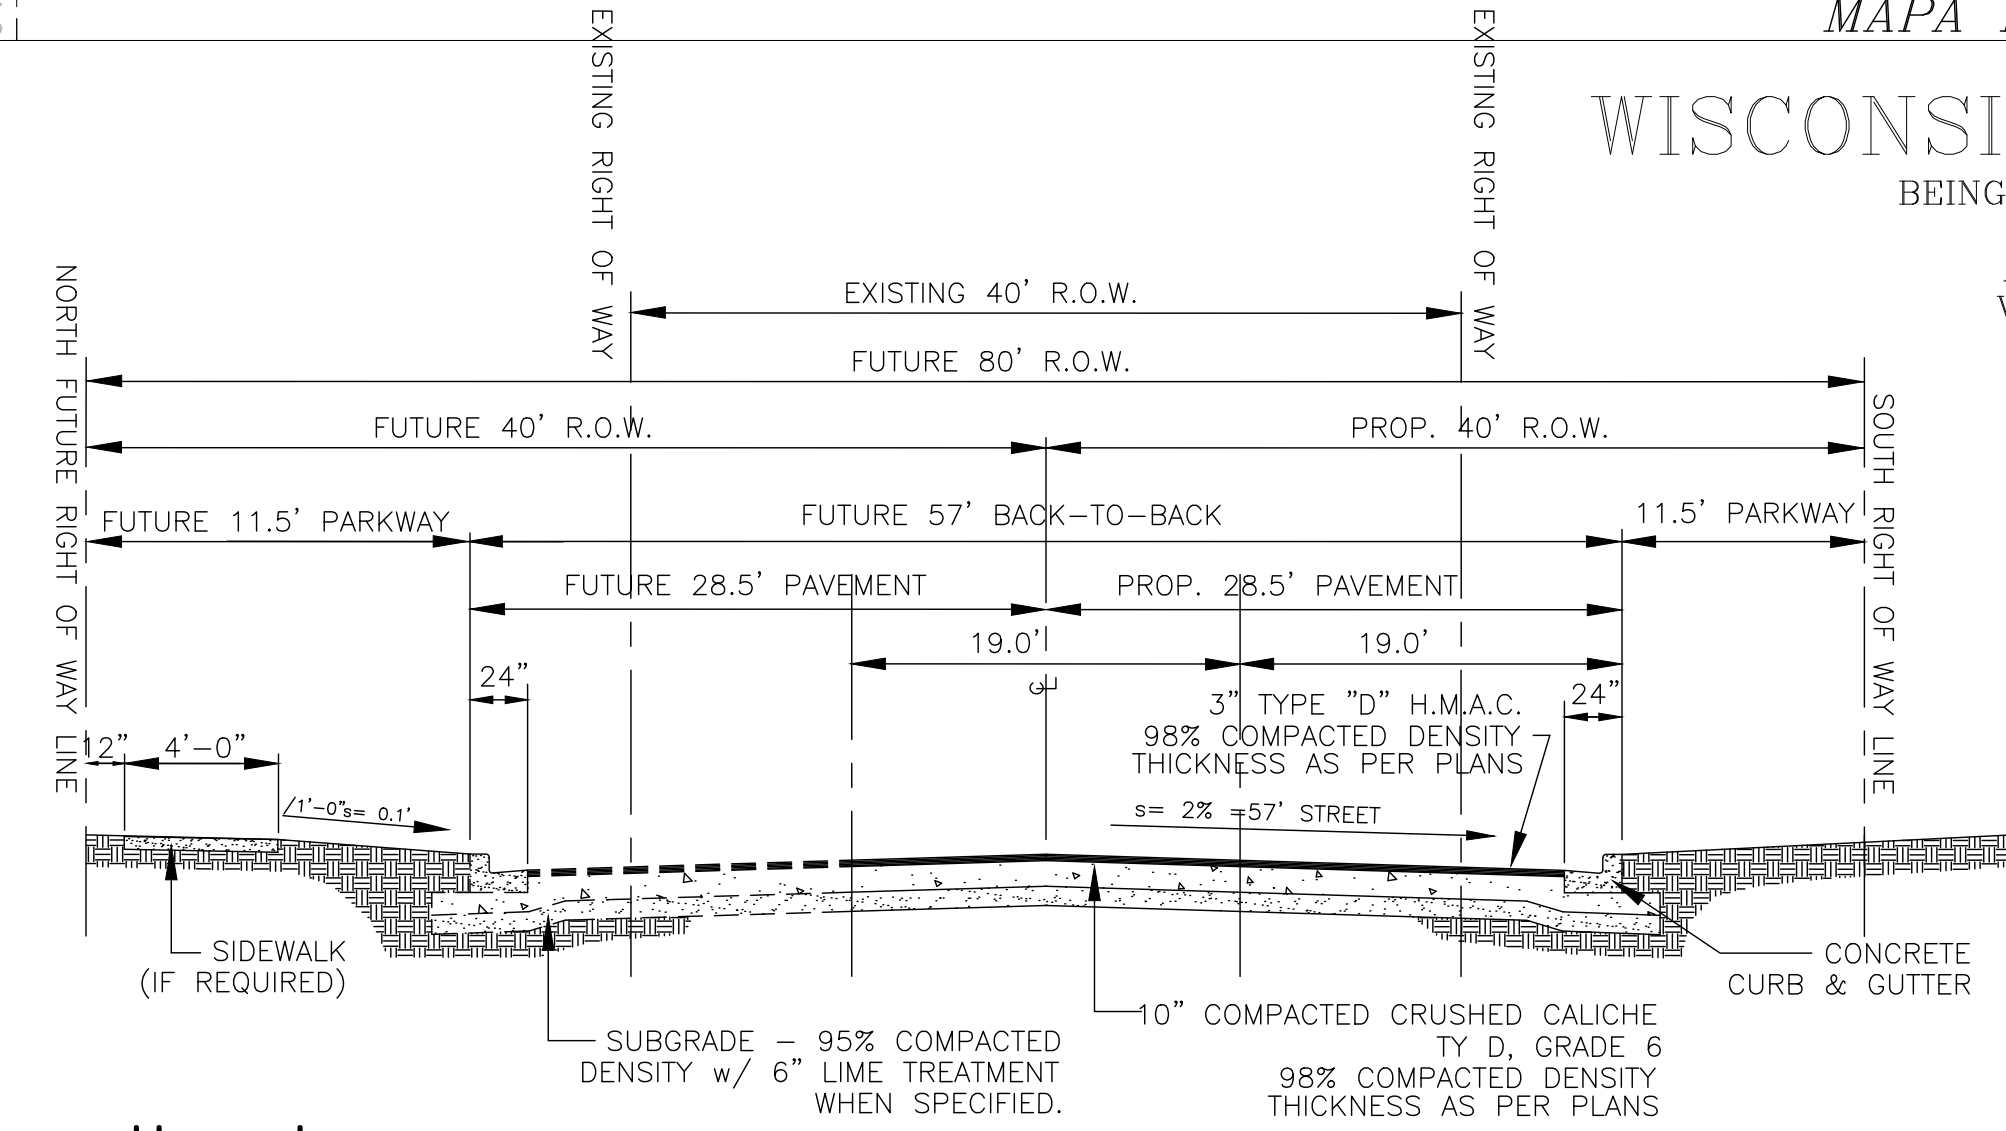 MAPA
WISCONSI
BEING
EXISTING RIGHT OF WAY
EXISTING RIGHT OF WAY
NORTH FUTURE RIGHT OF WAY LINE
SOUTH RIGHT OF WAY LINE
EXISTING 40' R.O.W.
FUTURE 80' R.O.W.
FUTURE 40' R.O.W.
PROP. 40' R.O.W.
FUTURE 11.5' PARKWAY
FUTURE 57' BACK-TO-BACK
11.5' PARKWAY
FUTURE 28.5' PAVEMENT
PROP. 28.5' PAVEMENT
19.0'
19.0'
24"
24"
℄
3" TYPE "D" H.M.A.C.
98% COMPACTED DENSITY
THICKNESS AS PER PLANS
12"
4'-0"
/1'-0"s= 0.1'
s= 2% =57' STREET
SIDEWALK
(IF REQUIRED)
CONCRETE
CURB & GUTTER
SUBGRADE - 95% COMPACTED
DENSITY w/ 6" LIME TREATMENT
WHEN SPECIFIED.
10" COMPACTED CRUSHED CALICHE
TY D, GRADE 6
98% COMPACTED DENSITY
THICKNESS AS PER PLANS